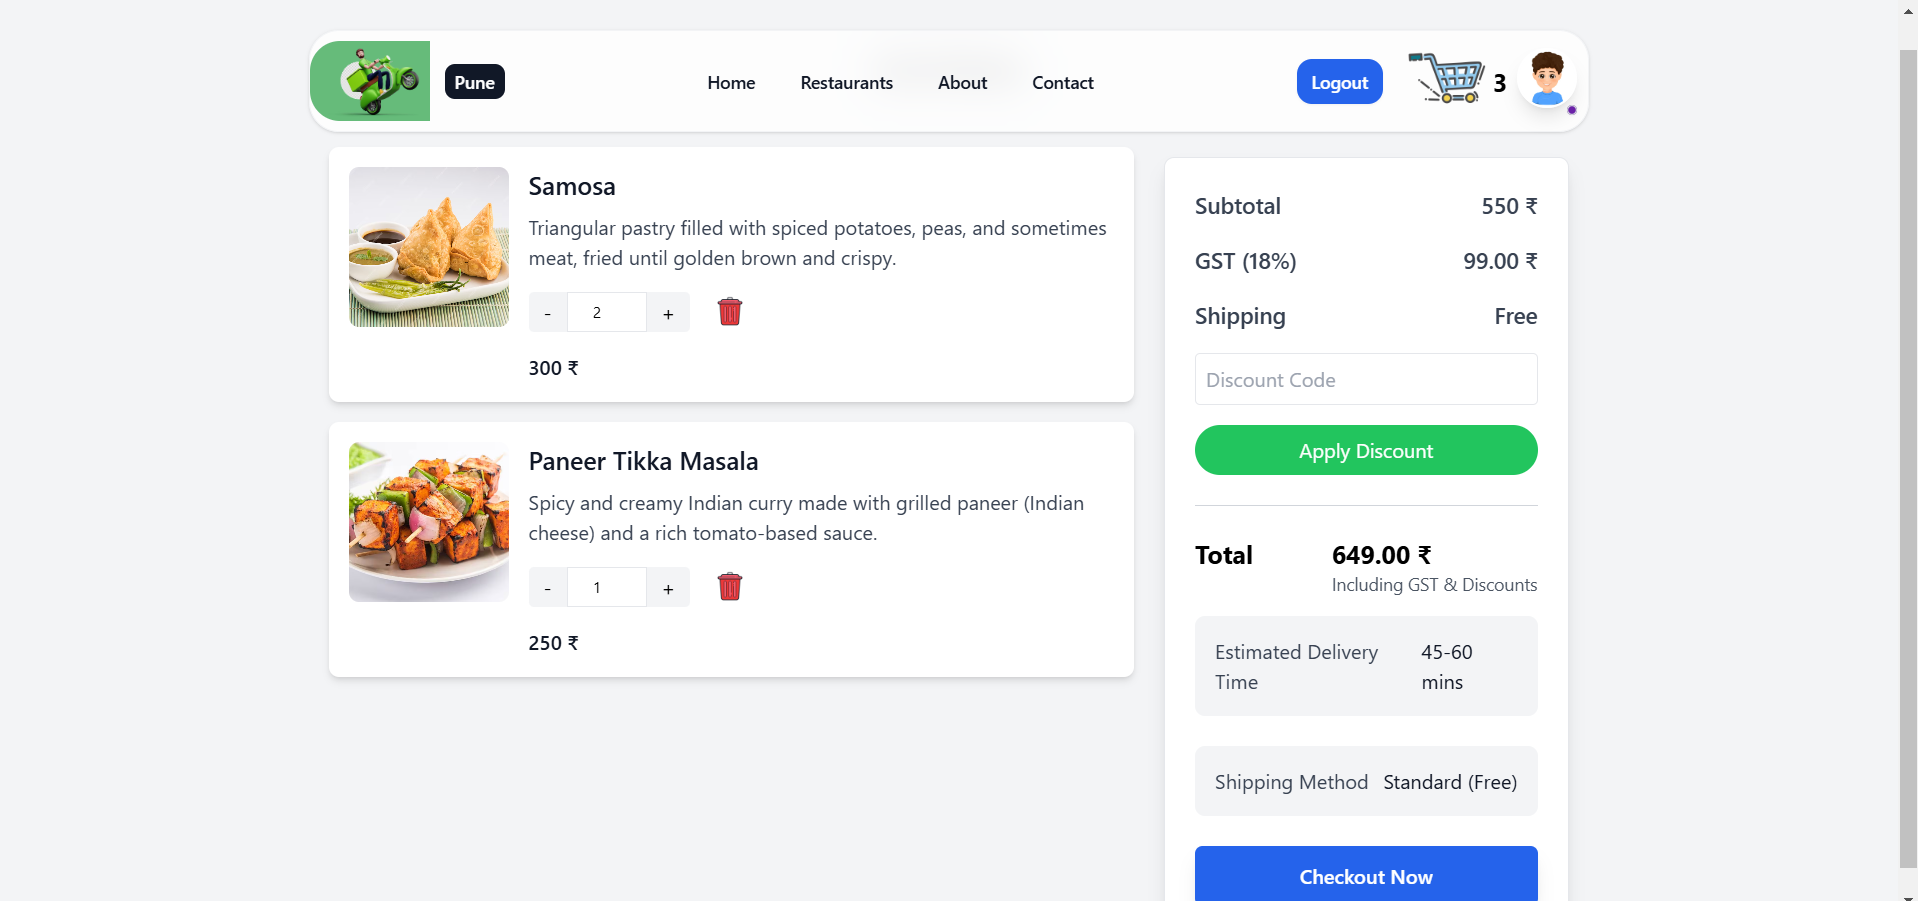 Pune
Home
Restaurants
About
Contact
Logout
3
Samosa
Triangular pastry filled with spiced potatoes, peas, and sometimes
meat, fried until golden brown and crispy.
- 2 +
300 ₹
Paneer Tikka Masala
Spicy and creamy Indian curry made with grilled paneer (Indian
cheese) and a rich tomato-based sauce.
- 1 +
250 ₹
Subtotal 550 ₹
GST (18%) 99.00 ₹
Shipping Free
Discount Code
Apply Discount
Total 649.00 ₹
Including GST & Discounts
Estimated Delivery 45-60
Time mins
Shipping Method Standard (Free)
Checkout Now